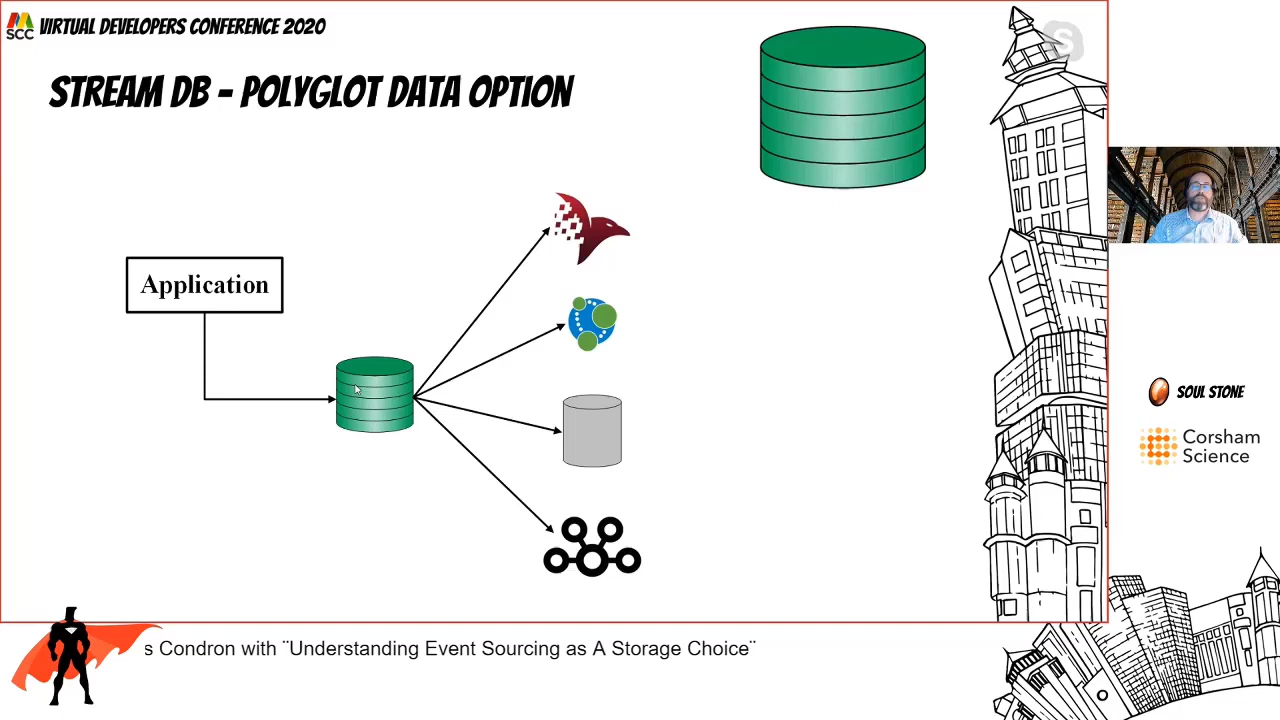 SCC VIRTUAL DEVELOPERS CONFERENCE 2020
STREAM DB - POLYGLOT DATA OPTION
S
Application
SOUL STONE
Corsham
Science
s Condron with ¨Understanding Event Sourcing as A Storage Choice¨